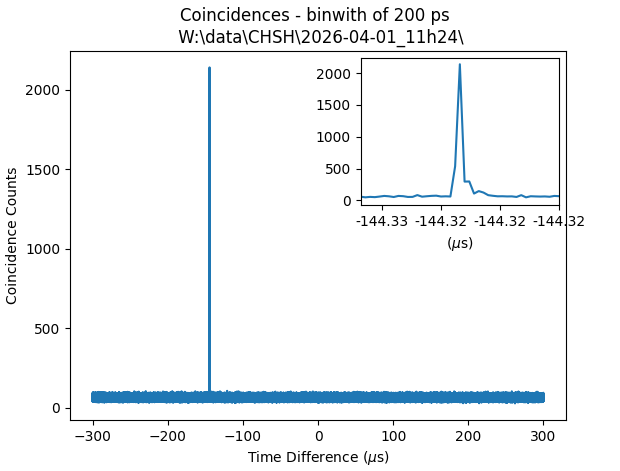 Coincidences - binwith of 200 ps
W:\data\CHSH\2026-04-01_11h24\
2000
1500
1000
500
0
-144.33 -144.32 -144.32 -144.32
(μs)
Coincidence Counts
2000
1500
1000
500
0
−300 −200 −100 0 100 200 300
Time Difference (μs)